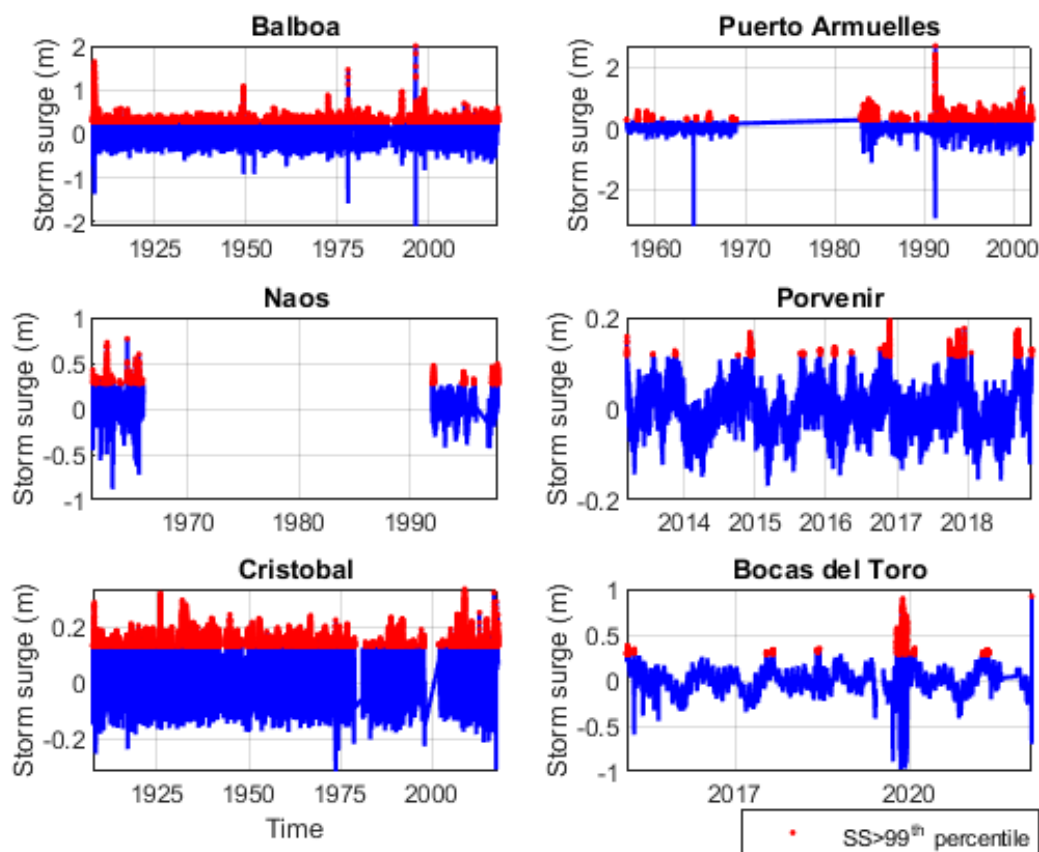 Balboa
Storm surge (m)
2
1
0
-1
-2
1925 1950 1975 2000
Puerto Armuelles
Storm surge (m)
2
0
-2
1960 1970 1980 1990 2000
Naos
Storm surge (m)
1
0.5
0
-0.5
-1
1970 1980 1990
Porvenir
Storm surge (m)
0.2
0
-0.2
2014 2015 2016 2017 2018
Cristobal
Storm surge (m)
0.2
0
-0.2
1925 1950 1975 2000
Time
Bocas del Toro
Storm surge (m)
1
0.5
0
-0.5
-1
2017 2020
SS>99th percentile